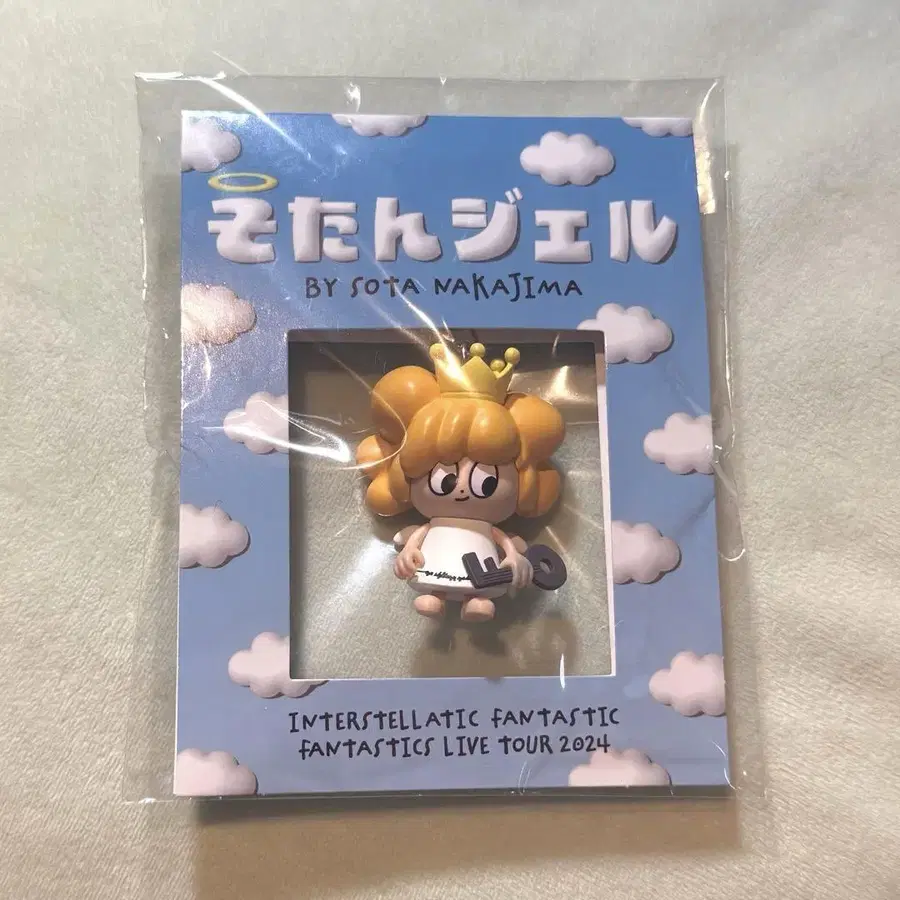 そたんジェル
BY SOTA NAKAJIMA
INTERSTELLATIC FANTASTIC
FANTASTICS LIVE TOUR 2024